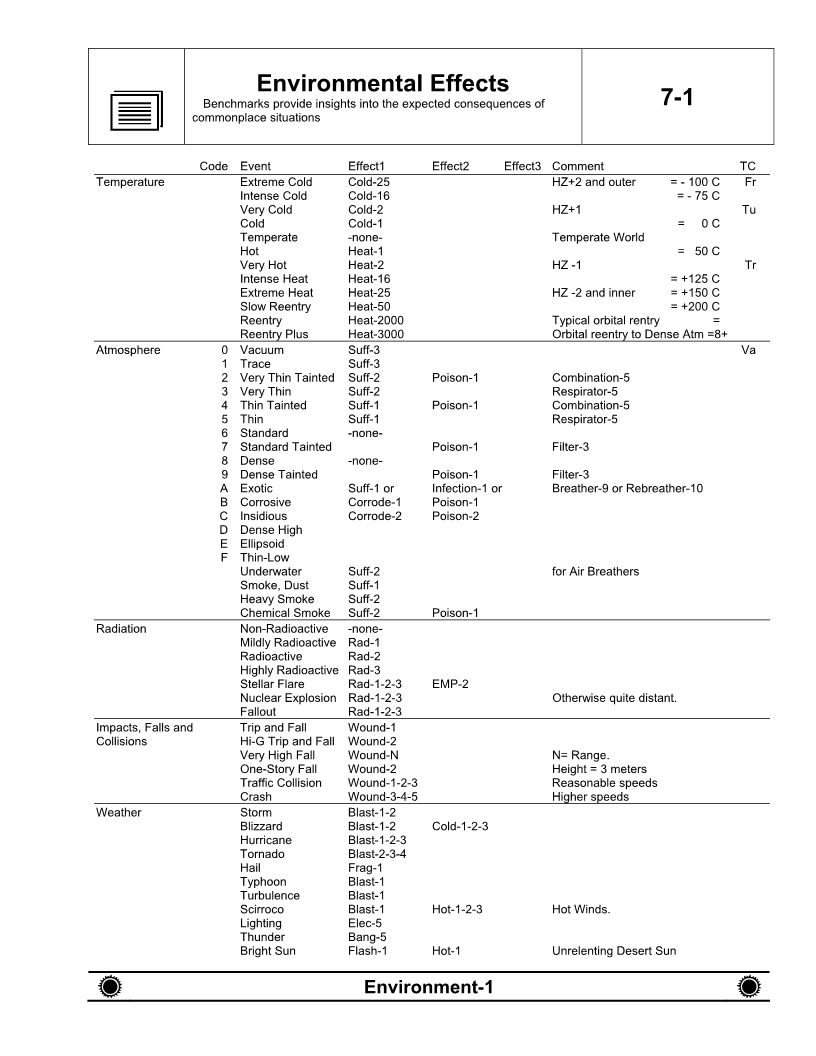 Environmental Effects
Benchmarks provide insights into the expected consequences of
commonplace situations
7-1
Code Event Effect1 Effect2 Effect3 Comment TC
Temperature Extreme Cold Cold-25 HZ+2 and outer = - 100 C Fr
Intense Cold Cold-16 = - 75 C
Very Cold Cold-2 HZ+1 Tu
Cold Cold-1 = 0 C
Temperate -none- Temperate World
Hot Heat-1 = 50 C
Very Hot Heat-2 HZ -1 Tr
Intense Heat Heat-16 = +125 C
Extreme Heat Heat-25 HZ -2 and inner = +150 C
Slow Reentry Heat-50 = +200 C
Reentry Heat-2000 Typical orbital rentry =
Reentry Plus Heat-3000 Orbital reentry to Dense Atm =8+
Atmosphere 0 Vacuum Suff-3 Va
1 Trace Suff-3
2 Very Thin Tainted Suff-2 Poison-1 Combination-5
3 Very Thin Suff-2 Respirator-5
4 Thin Tainted Suff-1 Poison-1 Combination-5
5 Thin Suff-1 Respirator-5
6 Standard -none-
7 Standard Tainted Poison-1 Filter-3
8 Dense -none-
9 Dense Tainted Poison-1 Filter-3
A Exotic Suff-1 or Infection-1 or Breather-9 or Rebreather-10
B Corrosive Corrode-1 Poison-1
C Insidious Corrode-2 Poison-2
D Dense High
E Ellipsoid
F Thin-Low
Underwater Suff-2 for Air Breathers
Smoke, Dust Suff-1
Heavy Smoke Suff-2
Chemical Smoke Suff-2 Poison-1
Radiation Non-Radioactive -none-
Mildly Radioactive Rad-1
Radioactive Rad-2
Highly Radioactive Rad-3
Stellar Flare Rad-1-2-3 EMP-2
Nuclear Explosion Rad-1-2-3 Otherwise quite distant.
Fallout Rad-1-2-3
Impacts, Falls and Trip and Fall Wound-1
Collisions Hi-G Trip and Fall Wound-2
Very High Fall Wound-N N= Range.
One-Story Fall Wound-2 Height = 3 meters
Traffic Collision Wound-1-2-3 Reasonable speeds
Crash Wound-3-4-5 Higher speeds
Weather Storm Blast-1-2
Blizzard Blast-1-2 Cold-1-2-3
Hurricane Blast-1-2-3
Tornado Blast-2-3-4
Hail Frag-1
Typhoon Blast-1
Turbulence Blast-1
Scirroco Blast-1 Hot-1-2-3 Hot Winds.
Lighting Elec-5
Thunder Bang-5
Bright Sun Flash-1 Hot-1 Unrelenting Desert Sun
Environment-1